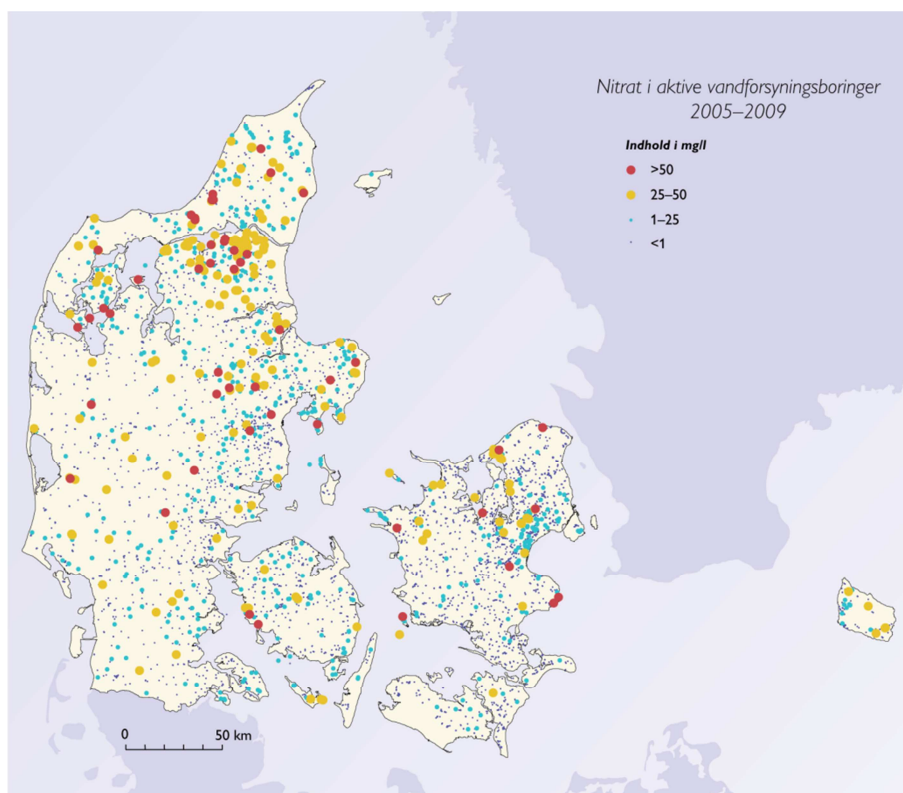 Nitrat i aktive vandforsyningsboringer
2005–2009
Indhold i mg/l
>50
25–50
1–25
<1
0 50 km